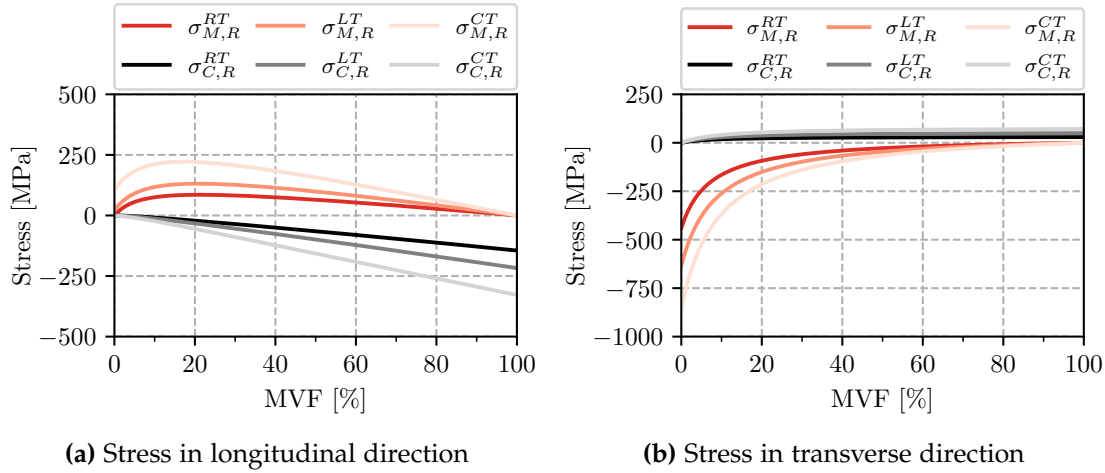 σ_{M,R}^{RT} σ_{M,R}^{LT} σ_{M,R}^{CT}
σ_{C,R}^{RT} σ_{C,R}^{LT} σ_{C,R}^{CT}
500
250
0
−250
−500
Stress [MPa]
0 20 40 60 80 100
MVF [%]
(a) Stress in longitudinal direction
σ_{M,R}^{RT} σ_{M,R}^{LT} σ_{M,R}^{CT}
σ_{C,R}^{RT} σ_{C,R}^{LT} σ_{C,R}^{CT}
250
0
−250
−500
−750
−1000
Stress [MPa]
0 20 40 60 80 100
MVF [%]
(b) Stress in transverse direction